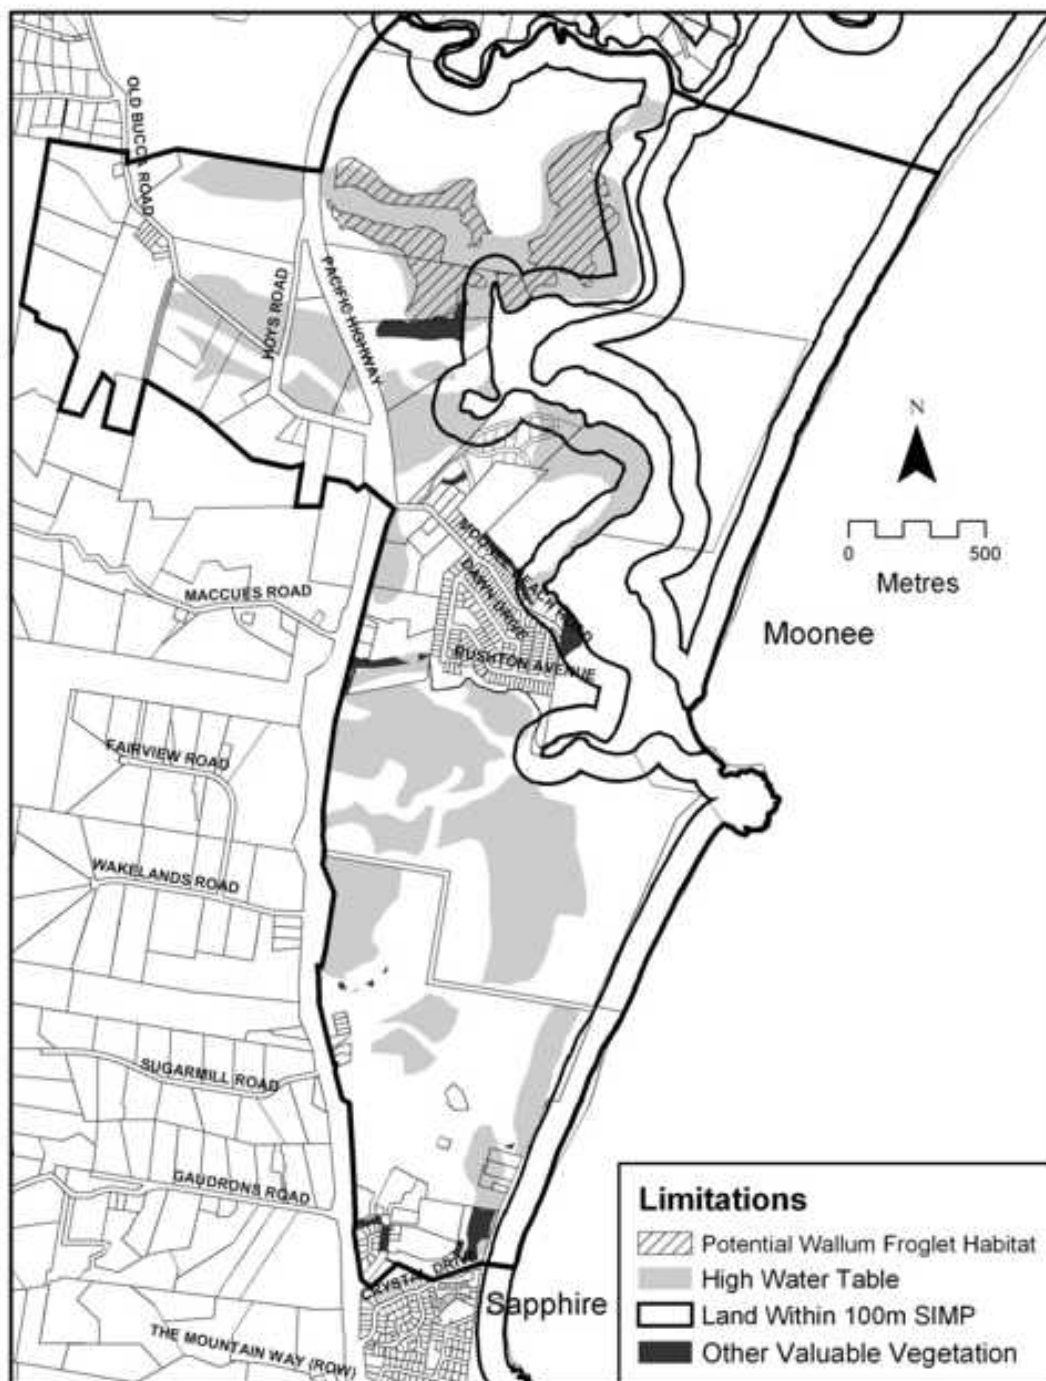 OLD BUCCA ROAD
HOYS ROAD
PACIFIC HIGHWAY
N
0 500
Metres
MACCUES ROAD
DAWN DRIVE
Moonee
RUSHTON AVENUE
FAIRVIEW ROAD
WAKELANDS ROAD
SUGARMILL ROAD
GAUDRONS ROAD
CRYSTAL DRIVE
Sapphire
THE MOUNTAIN WAY (ROW)
Limitations
Potential Wallum Froglet Habitat
High Water Table
Land Within 100m SIMP
Other Valuable Vegetation